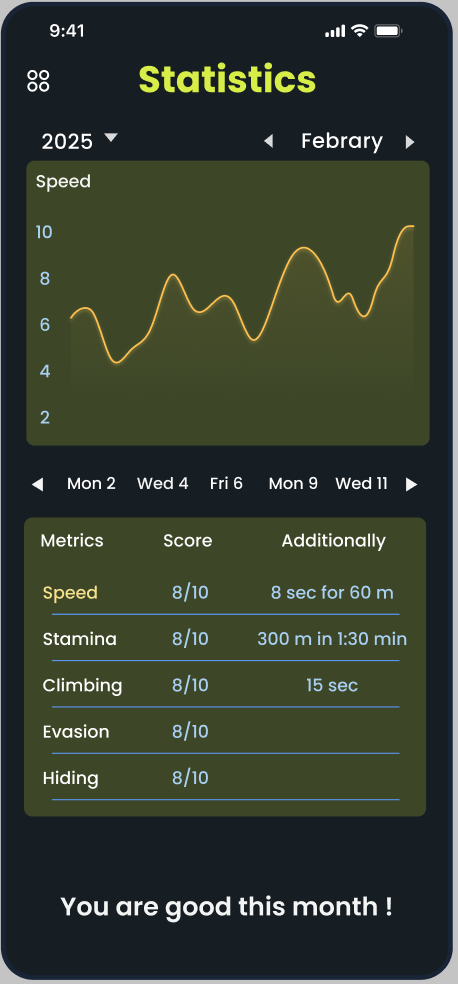 9:41
Statistics
2025 Febrary
Speed
10
8
6
4
2
Mon 2 Wed 4 Fri 6 Mon 9 Wed 11
Metrics Score Additionally
Speed 8/10 8 sec for 60 m
Stamina 8/10 300 m in 1:30 min
Climbing 8/10 15 sec
Evasion 8/10
Hiding 8/10
You are good this month !